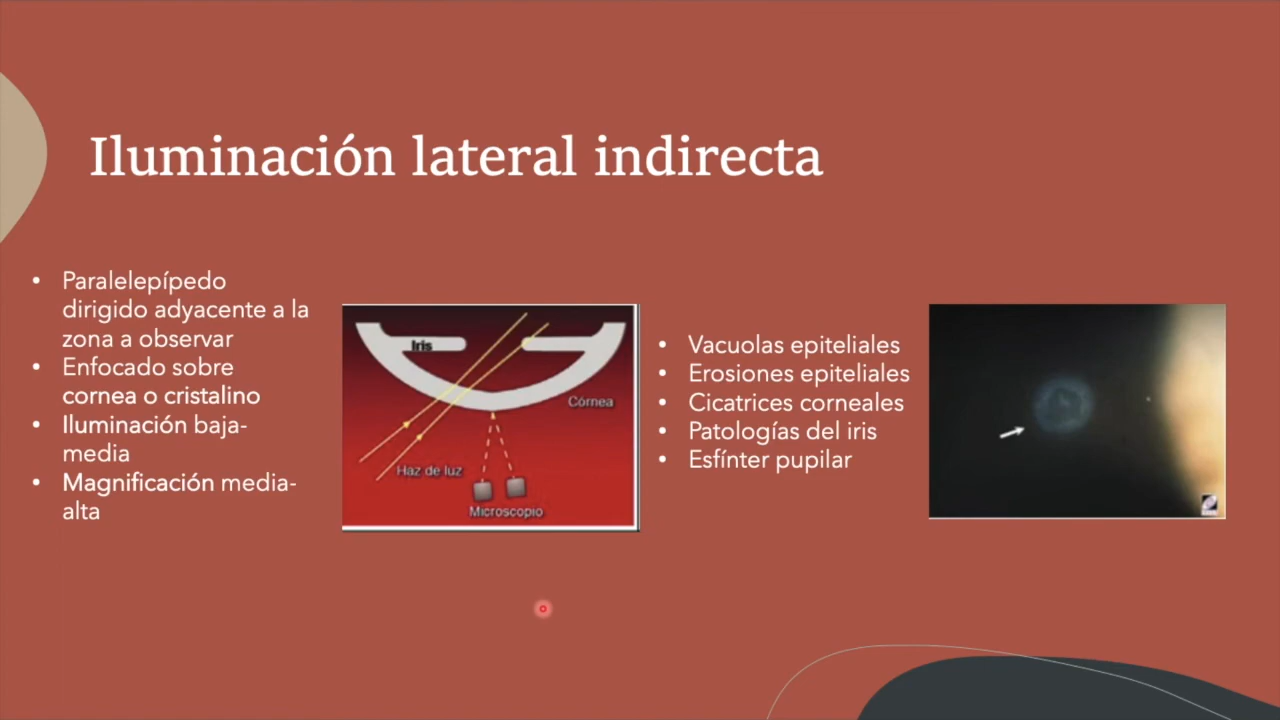 Iluminación lateral indirecta
• Paralelepípedo
dirigido adyacente a la
zona a observar
• Enfocado sobre
cornea o cristalino
• Iluminación baja-
media
• Magnificación media-
alta
Iris
Córnea
Haz de luz
Microscopio
• Vacuolas epiteliales
• Erosiones epiteliales
• Cicatrices corneales
• Patologías del iris
• Esfínter pupilar